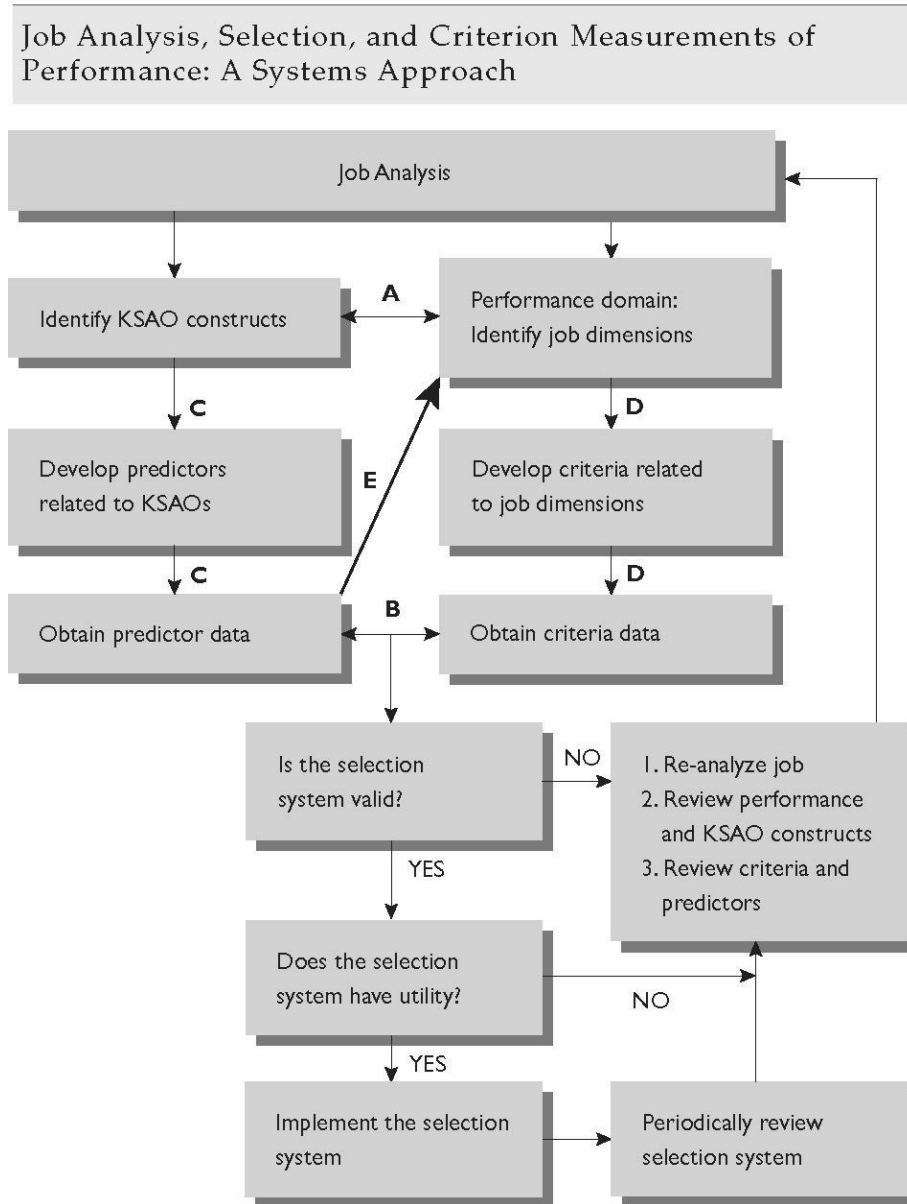 Job Analysis, Selection, and Criterion Measurements of
Performance: A Systems Approach
Job Analysis
Identify KSAO constructs
A
Performance domain:
Identify job dimensions
C
D
Develop predictors
related to KSAOs
E
Develop criteria related
to job dimensions
C
D
Obtain predictor data
B
Obtain criteria data
Is the selection
system valid?
NO
1. Re-analyze job
2. Review performance
and KSAO constructs
3. Review criteria and
predictors
YES
Does the selection
system have utility?
NO
YES
Implement the selection
system
Periodically review
selection system